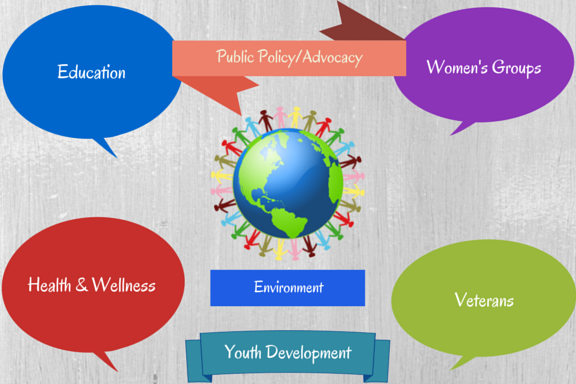 Public Policy/Advocacy
Education
Women's Groups
Health & Wellness
Environment
Veterans
Youth Development